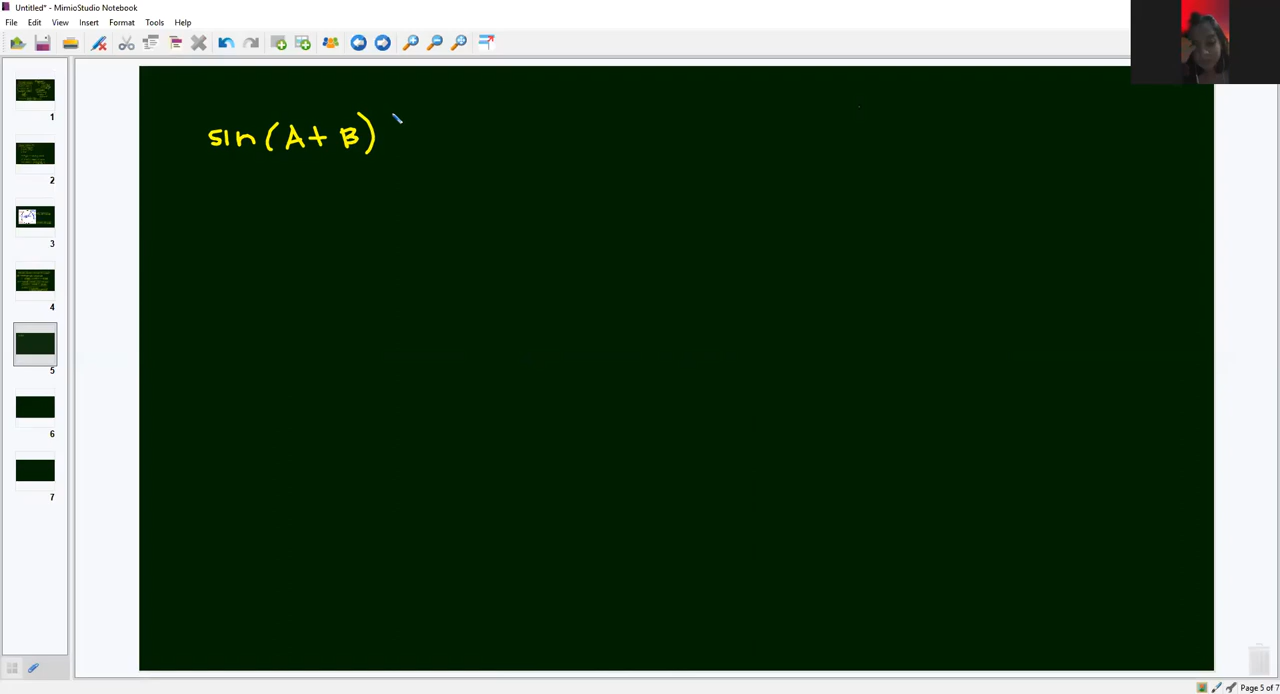 Untitled* - MimioStudio Notebook
File Edit View Insert Format Tools Help
sin(A+B)
1
2
3
4
5
6
7
Page 5 of 7